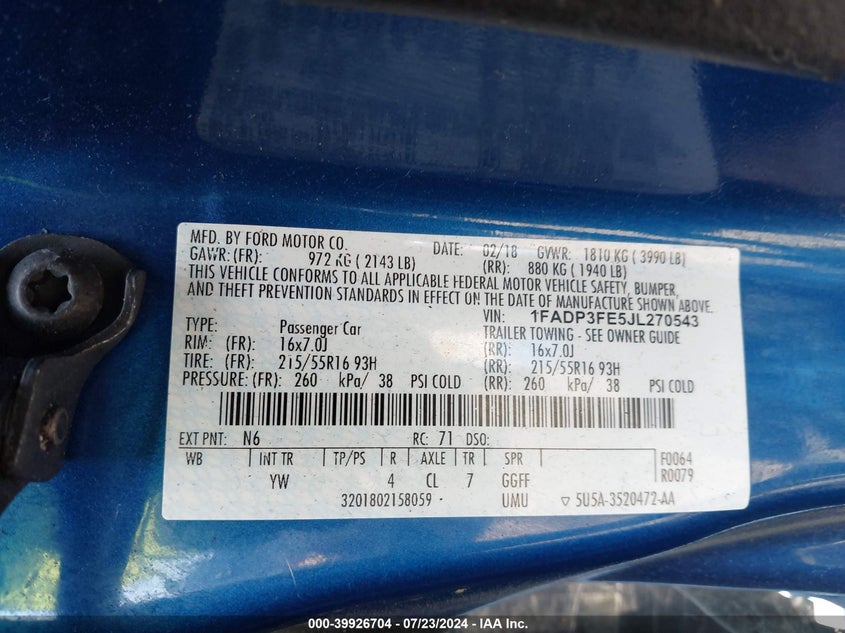 MFD. BY FORD MOTOR CO.
DATE: 02/18 GVWR: 1810 KG ( 3990 LB)
GAWR: (FR): 972 KG ( 2143 LB) (RR): 880 KG ( 1940 LB)
THIS VEHICLE CONFORMS TO ALL APPLICABLE FEDERAL MOTOR VEHICLE SAFETY, BUMPER,
AND THEFT PREVENTION STANDARDS IN EFFECT ON THE DATE OF MANUFACTURE SHOWN ABOVE.
VIN: 1FADP3FE5JL270543
TYPE: Passenger Car TRAILER TOWING - SEE OWNER GUIDE
RIM: (FR): 16x7.0J (RR): 16x7.0J
TIRE: (FR): 215/55R16 93H (RR): 215/55R16 93H
PRESSURE: (FR): 260 kPa/ 38 PSI COLD (RR): 260 kPa/ 38 PSI COLD
EXT PNT: N6 RC: 71 DSO: F0064
WB INT TR TP/PS R AXLE TR SPR R0079
YW 4 CL 7 GGFF
3201802158059 - UMU ▽ 5U5A-3520472-AA
000-39926704 - 07/23/2024 - IAA Inc.